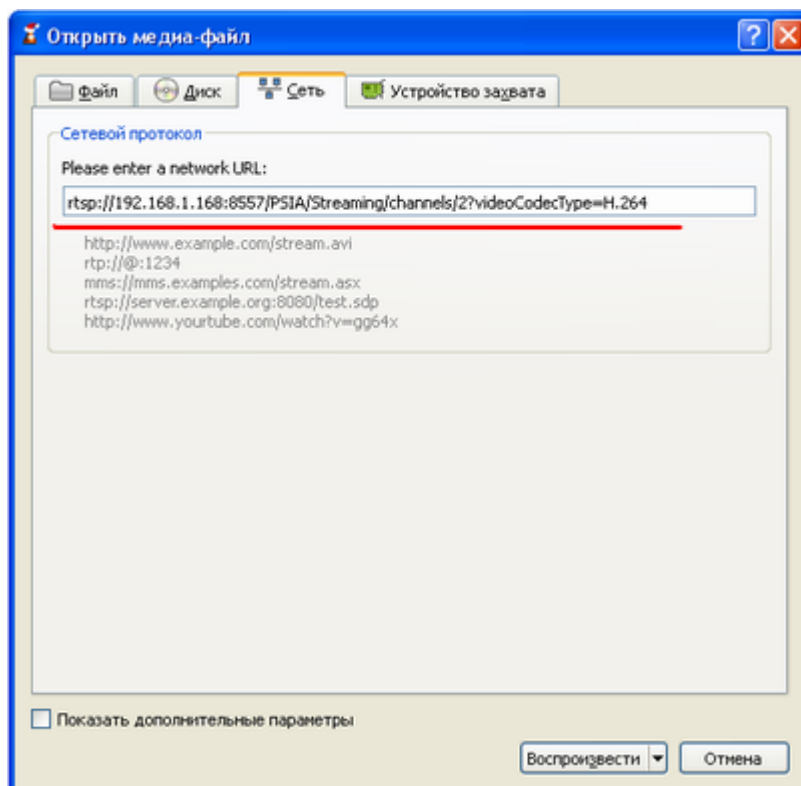 Открыть медиа-файл
Файл Диск Сеть Устройство захвата
Сетевой протокол
Please enter a network URL:
rtsp://192.168.1.168:8557/PSIA/Streaming/channels/2?videoCodecType=H.264
http://www.example.com/stream.avi
rtp://@:1234
mms://mms.examples.com/stream.asx
rtsp://server.example.org:8080/test.sdp
http://www.yourtube.com/watch?v=gg64x
Показать дополнительные параметры
Воспроизвести Отмена